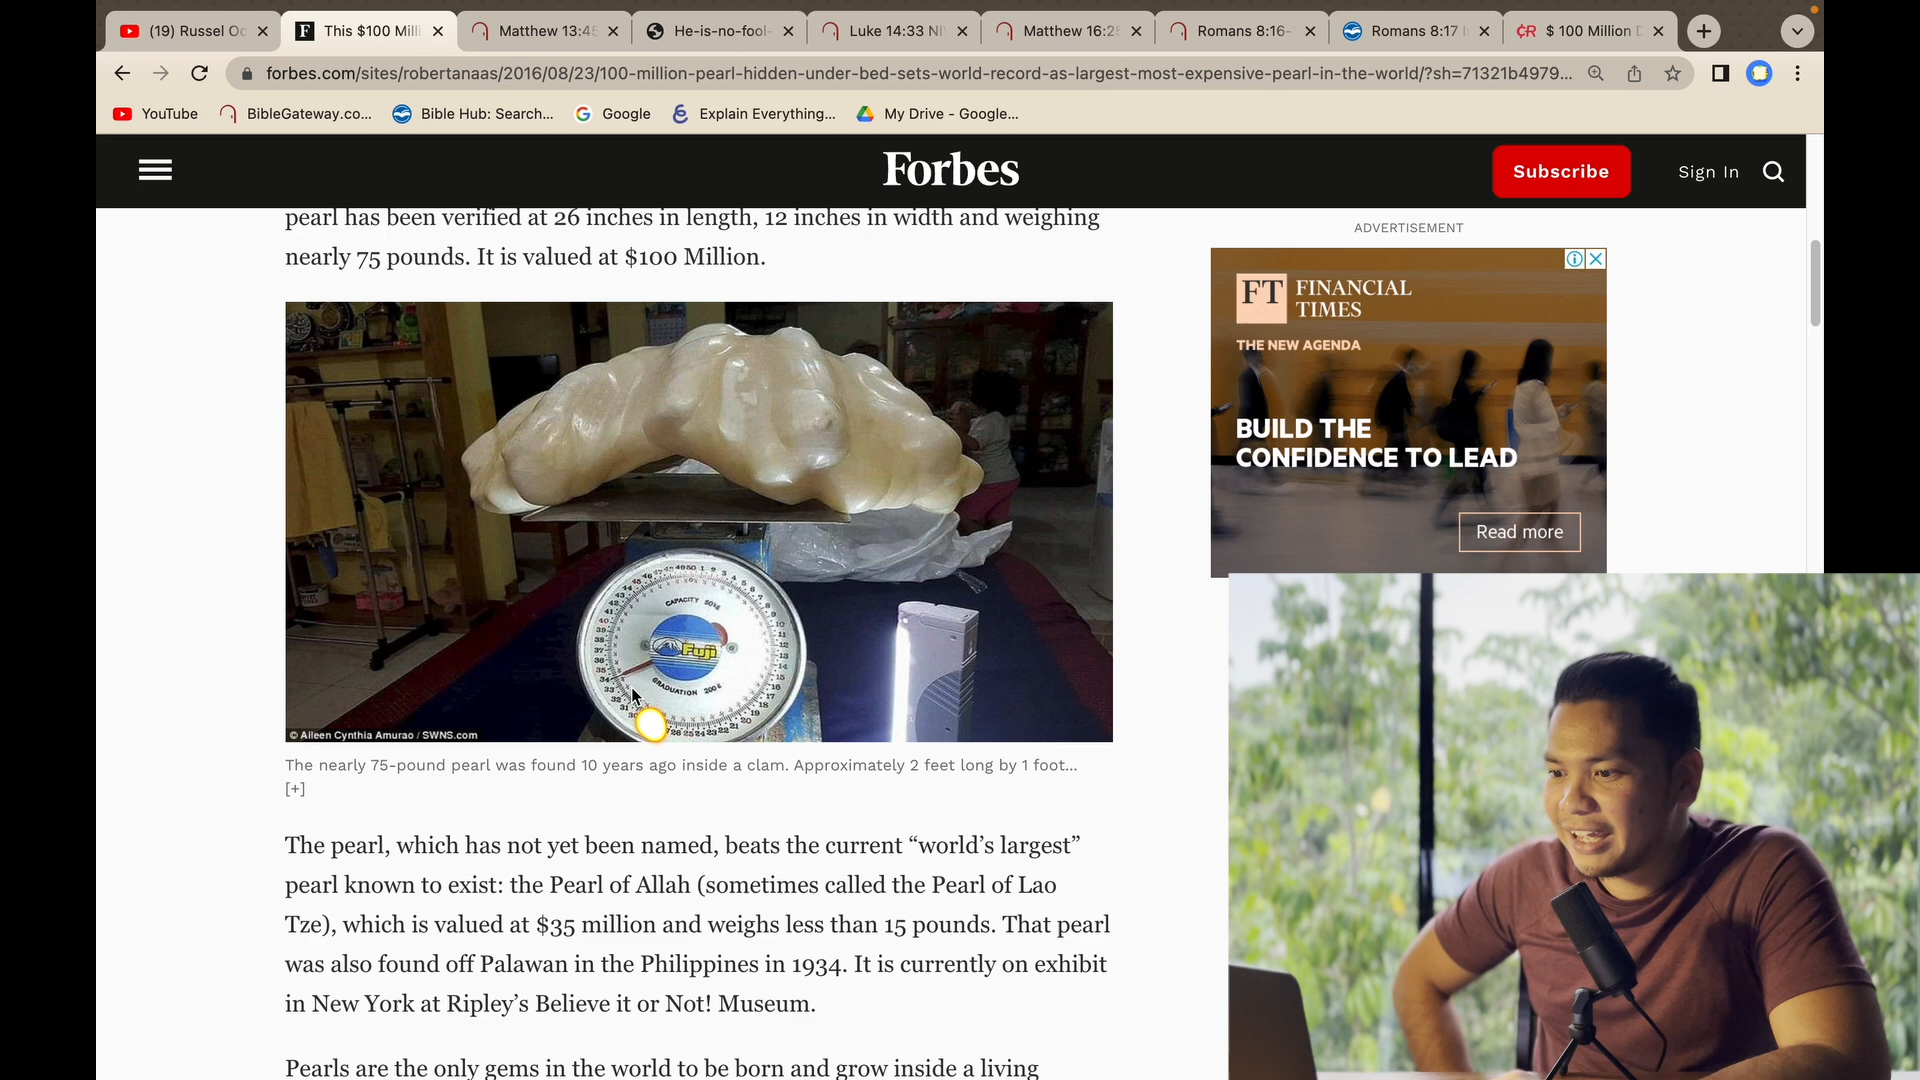 (19) Russel Oc
This $100 Milli
Matthew 13:45
He-is-no-fool-
Luke 14:33 NI
Matthew 16:2
Romans 8:16-
Romans 8:17 I
$ 100 Million D
forbes.com/sites/robertanaas/2016/08/23/100-million-pearl-hidden-under-bed-sets-world-record-as-largest-most-expensive-pearl-in-the-world/?sh=71321b4979...
YouTube
BibleGateway.co...
Bible Hub: Search...
Google
Explain Everything...
My Drive - Google...
Forbes
Subscribe
Sign In
pearl has been verified at 26 inches in length, 12 inches in width and weighing
nearly 75 pounds. It is valued at $100 Million.
ADVERTISEMENT
FT FINANCIAL
TIMES
THE NEW AGENDA
BUILD THE
CONFIDENCE TO LEAD
Read more
CAPACITY 50kg
Fuji
GRADUATION 200g
© Aileen Cynthia Amurao / SWNS.com
The nearly 75-pound pearl was found 10 years ago inside a clam. Approximately 2 feet long by 1 foot...
[+]
The pearl, which has not yet been named, beats the current “world’s largest”
pearl known to exist: the Pearl of Allah (sometimes called the Pearl of Lao
Tze), which is valued at $35 million and weighs less than 15 pounds. That pearl
was also found off Palawan in the Philippines in 1934. It is currently on exhibit
in New York at Ripley’s Believe it or Not! Museum.
Pearls are the only gems in the world to be born and grow inside a living